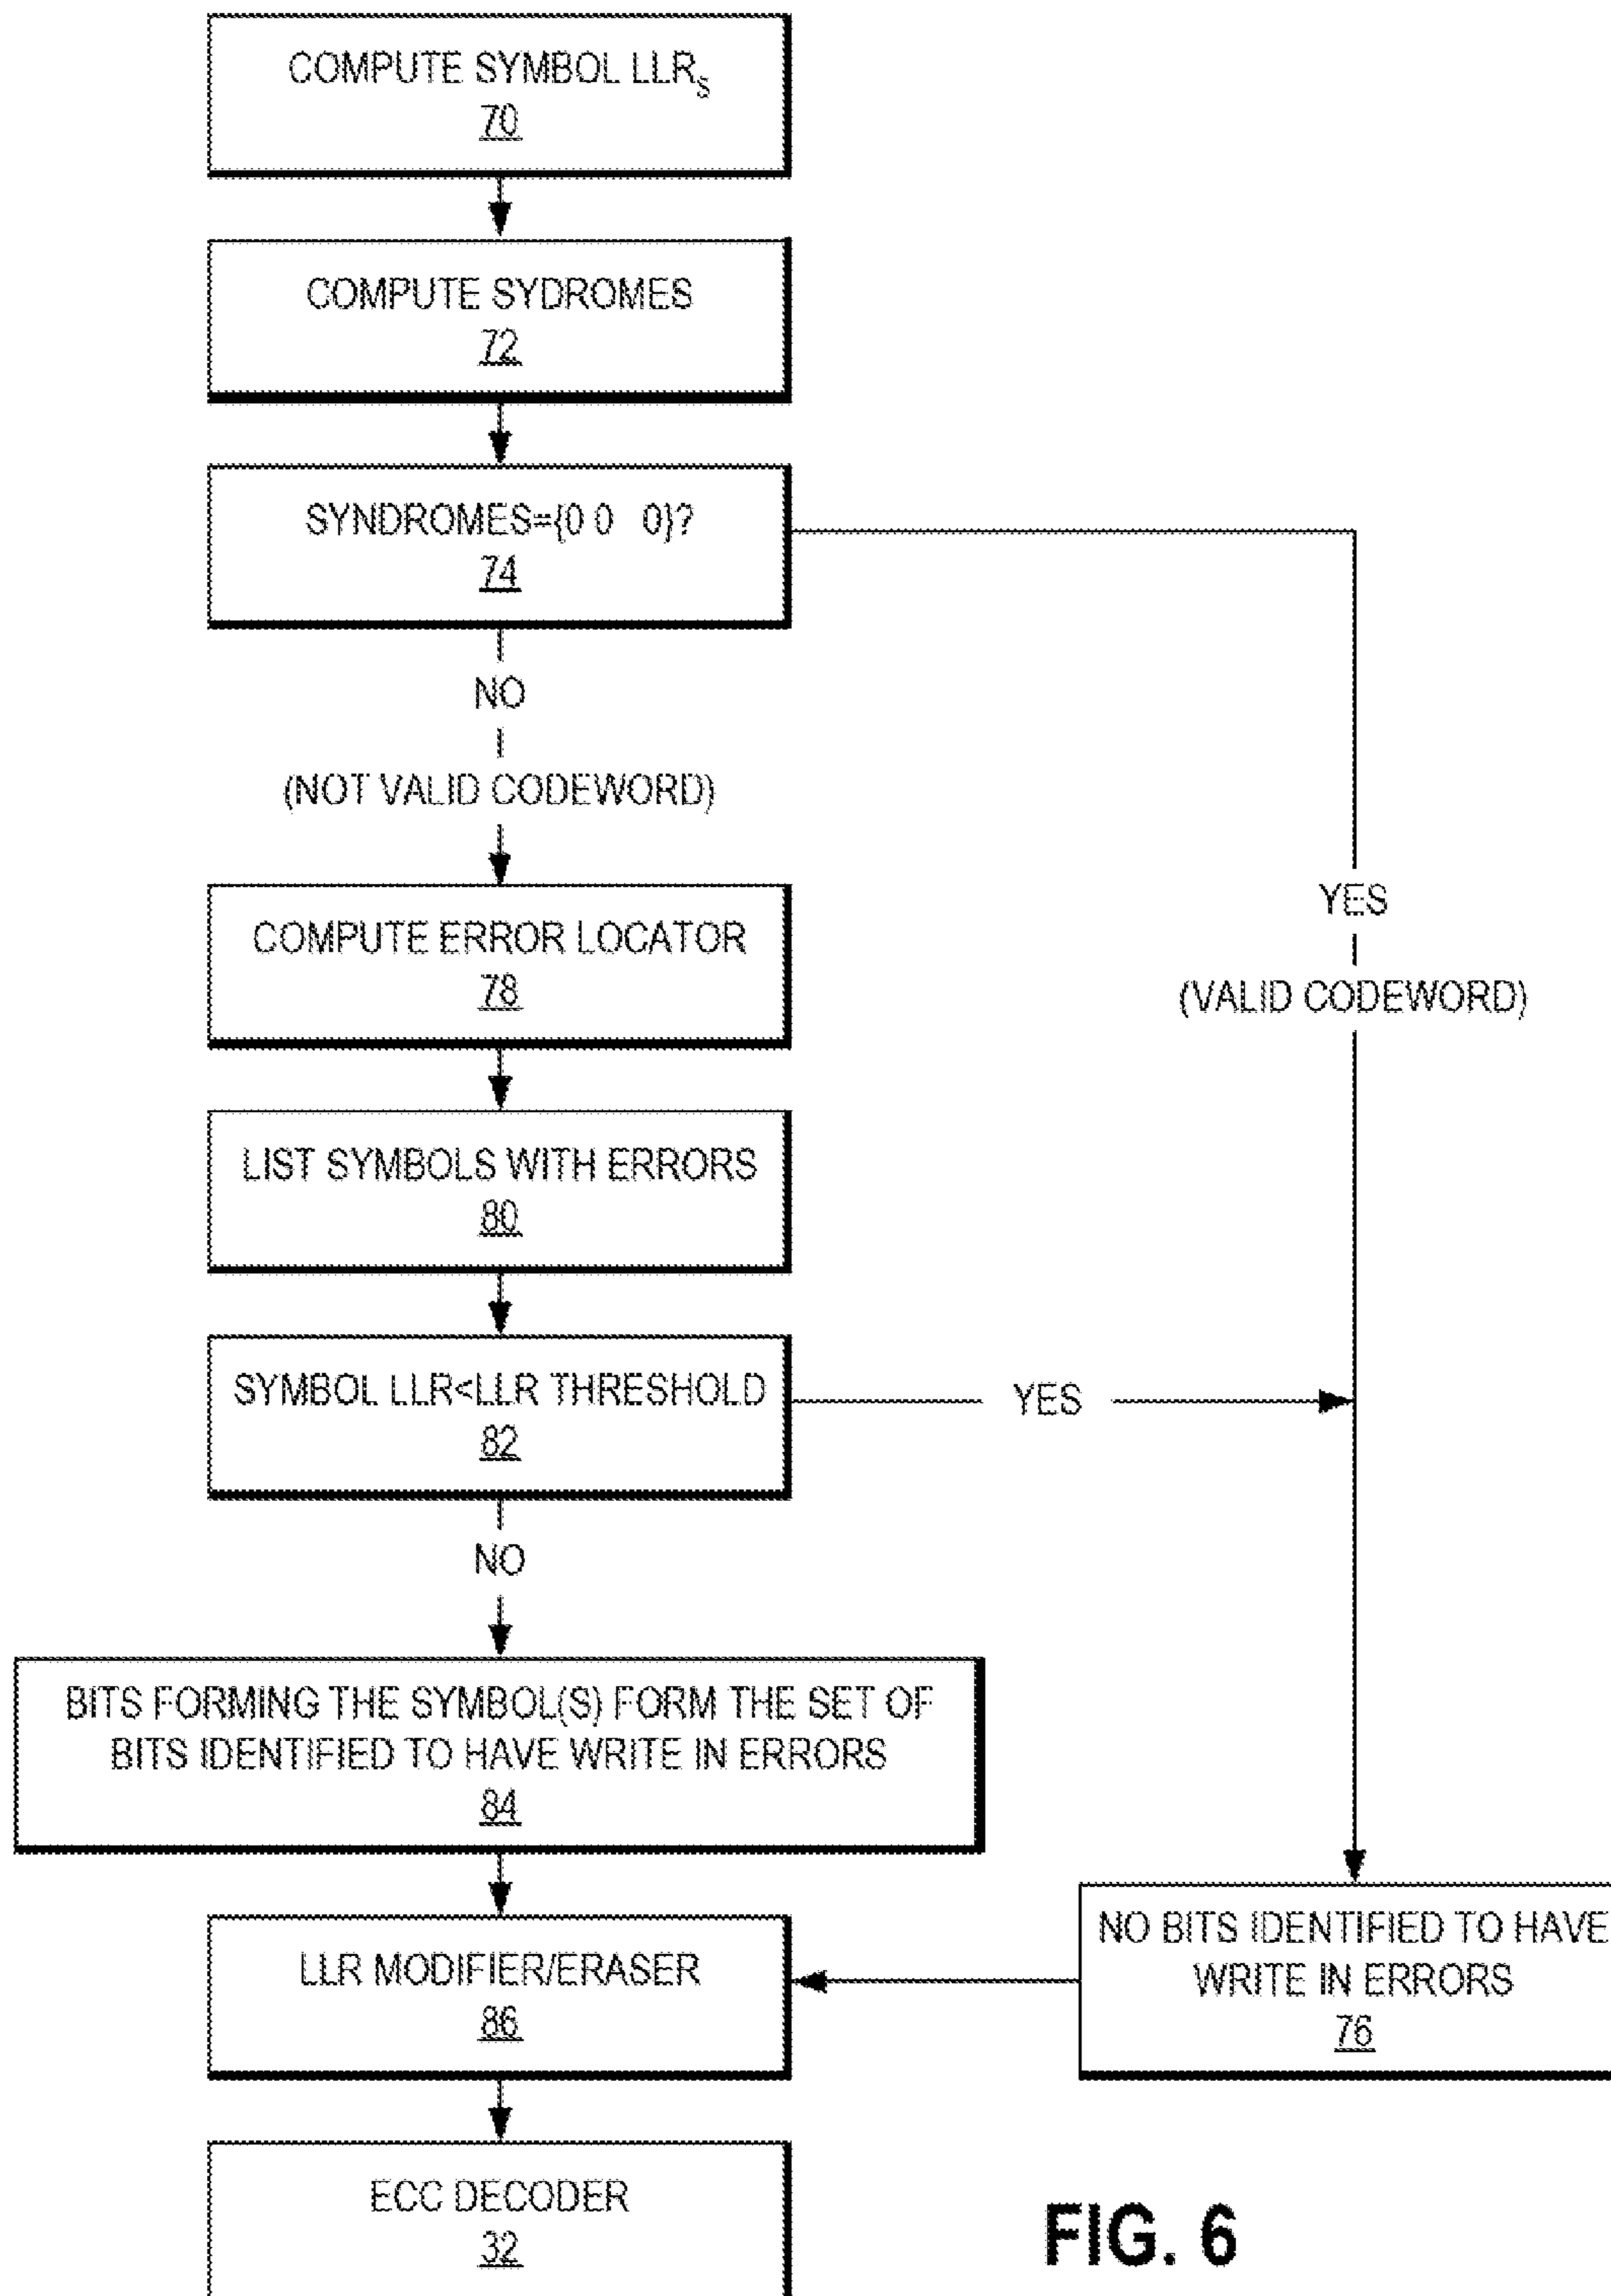 COMPUTE SYMBOL LLRs
70
COMPUTE SYDROMES
72
SYNDROMES={0 0   0}?
74
NO
(NOT VALID CODEWORD)
YES
(VALID CODEWORD)
COMPUTE ERROR LOCATOR
78
LIST SYMBOLS WITH ERRORS
80
SYMBOL LLR<LLR THRESHOLD
82
YES
NO
BITS FORMING THE SYMBOL(S) FORM THE SET OF
BITS IDENTIFIED TO HAVE WRITE IN ERRORS
84
NO BITS IDENTIFIED TO HAVE
WRITE IN ERRORS
76
LLR MODIFIER/ERASER
86
ECC DECODER
32
FIG. 6